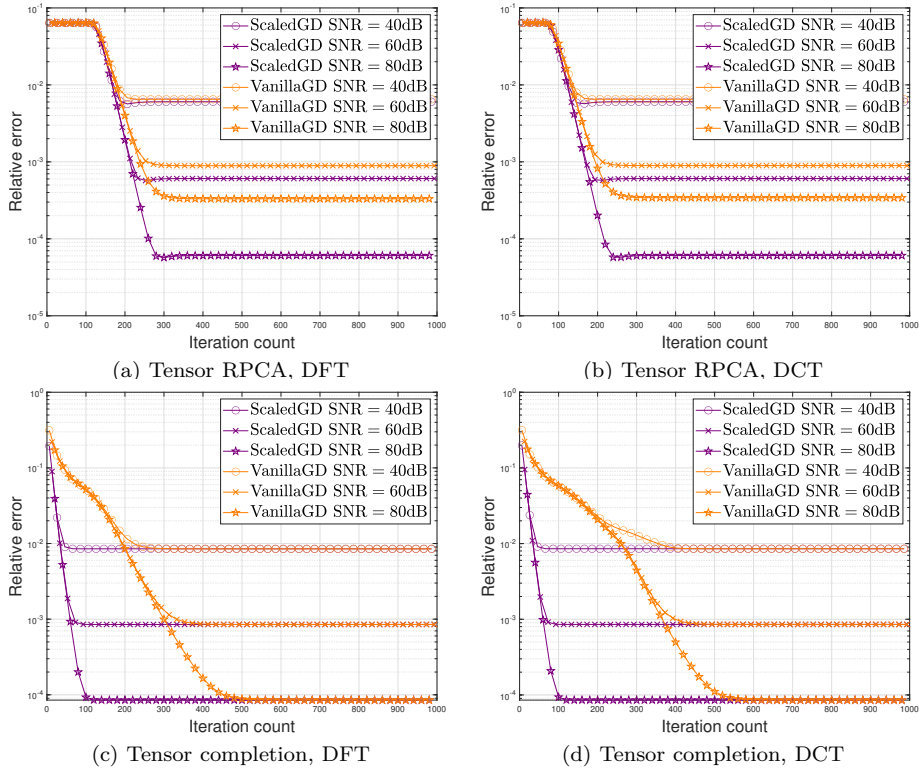 10^-1
10^-2
10^-3
10^-4
10^-5
Relative error
ScaledGD SNR = 40dB
ScaledGD SNR = 60dB
ScaledGD SNR = 80dB
VanillaGD SNR = 40dB
VanillaGD SNR = 60dB
VanillaGD SNR = 80dB
0 100 200 300 400 500 600 700 800 900 1000
Iteration count
(a) Tensor RPCA, DFT
10^-1
10^-2
10^-3
10^-4
10^-5
Relative error
ScaledGD SNR = 40dB
ScaledGD SNR = 60dB
ScaledGD SNR = 80dB
VanillaGD SNR = 40dB
VanillaGD SNR = 60dB
VanillaGD SNR = 80dB
0 100 200 300 400 500 600 700 800 900 1000
Iteration count
(b) Tensor RPCA, DCT
10^0
10^-1
10^-2
10^-3
10^-4
Relative error
ScaledGD SNR = 40dB
ScaledGD SNR = 60dB
ScaledGD SNR = 80dB
VanillaGD SNR = 40dB
VanillaGD SNR = 60dB
VanillaGD SNR = 80dB
0 100 200 300 400 500 600 700 800 900 1000
Iteration count
(c) Tensor completion, DFT
10^0
10^-1
10^-2
10^-3
10^-4
Relative error
ScaledGD SNR = 40dB
ScaledGD SNR = 60dB
ScaledGD SNR = 80dB
VanillaGD SNR = 40dB
VanillaGD SNR = 60dB
VanillaGD SNR = 80dB
0 100 200 300 400 500 600 700 800 900 1000
Iteration count
(d) Tensor completion, DCT